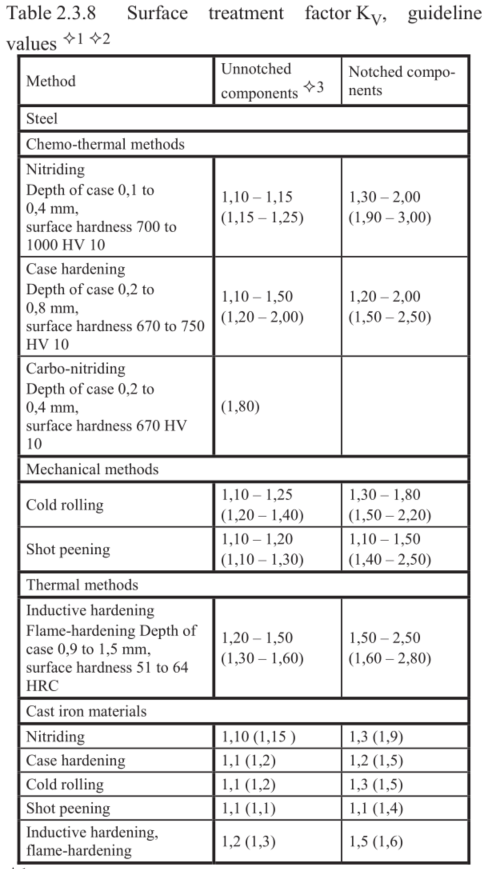 Table 2.3.8 Surface treatment factor K_V, guideline
values ✧1 ✧2
Method
Unnotched
components ✧3
Notched compo-
nents
Steel
Chemo-thermal methods
Nitriding
Depth of case 0,1 to
0,4 mm,
surface hardness 700 to
1000 HV 10
1,10 – 1,15
(1,15 – 1,25)
1,30 – 2,00
(1,90 – 3,00)
Case hardening
Depth of case 0,2 to
0,8 mm,
surface hardness 670 to 750
HV 10
1,10 – 1,50
(1,20 – 2,00)
1,20 – 2,00
(1,50 – 2,50)
Carbo-nitriding
Depth of case 0,2 to
0,4 mm,
surface hardness 670 HV
10
(1,80)
Mechanical methods
Cold rolling
1,10 – 1,25
(1,20 – 1,40)
1,30 – 1,80
(1,50 – 2,20)
Shot peening
1,10 – 1,20
(1,10 – 1,30)
1,10 – 1,50
(1,40 – 2,50)
Thermal methods
Inductive hardening
Flame-hardening Depth of
case 0,9 to 1,5 mm,
surface hardness 51 to 64
HRC
1,20 – 1,50
(1,30 – 1,60)
1,50 – 2,50
(1,60 – 2,80)
Cast iron materials
Nitriding
1,10 (1,15 )
1,3 (1,9)
Case hardening
1,1 (1,2)
1,2 (1,5)
Cold rolling
1,1 (1,2)
1,3 (1,5)
Shot peening
1,1 (1,1)
1,1 (1,4)
Inductive hardening,
flame-hardening
1,2 (1,3)
1,5 (1,6)